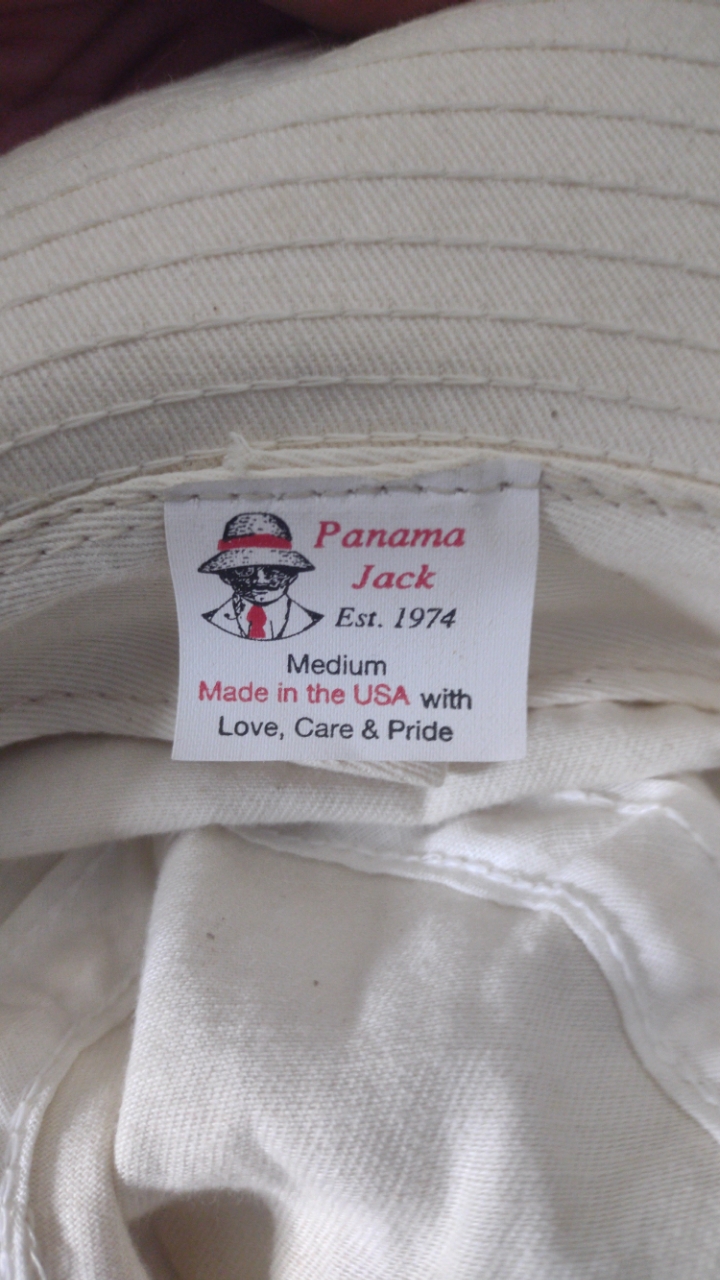 Panama
Jack
Est. 1974
Medium
Made in the USA with
Love, Care & Pride